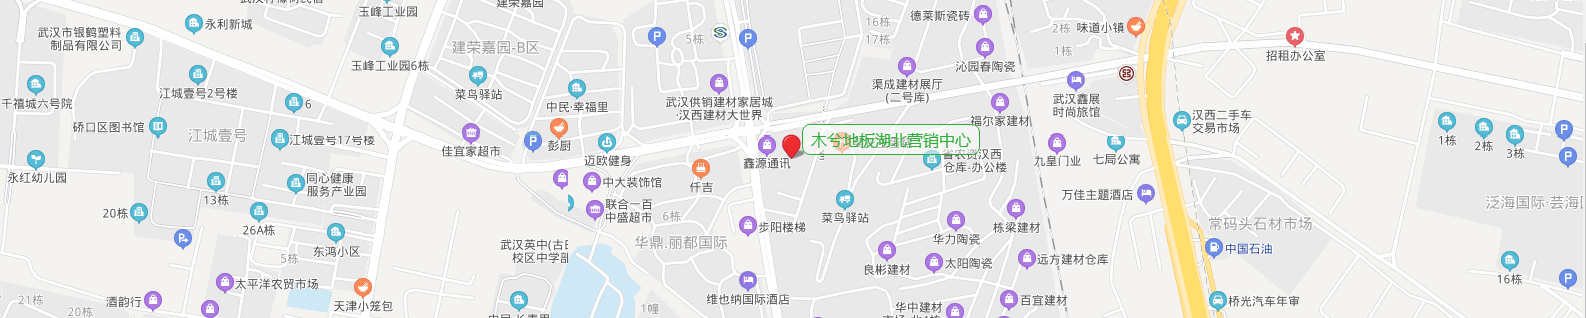 建荣嘉园
玉峰工业园
永利新城
武汉市银鹤塑料
制品有限公司
建荣嘉园-B区
5栋
16栋
17栋
德莱斯瓷砖
2栋
味道小镇
1栋
招租办公室
玉峰工业园6栋
沁园春陶瓷
江城壹号2号楼
菜鸟驿站
渠成建材展厅
(二号库)
千禧城六号院
6
中民·幸福里
武汉供销建材家居城
·汉西建材大世界
武汉鑫展
时尚旅馆
福尔家建材
汉西二手车
交易市场
硚口区图书馆
江城壹号
江城壹号17号楼
佳宜家超市
彭厨
木兮地板湖北营销中心
1栋
2栋
3栋
迈欧健身
鑫源通讯
省农资汉西
仓库-办公楼
九皇门业
七局公寓
永红幼儿园
同心健康
服务产业园
中大装饰馆
仟吉
13栋
万佳主题酒店
20栋
26A栋
联合一百
中盛超市
6栋
菜鸟驿站
步阳楼梯
华力陶瓷
栋梁建材
常码头石材市场
泛海国际·芸海园
东鸿小区
5栋
武汉英中(古田
校区中学部
华鼎.丽都国际
中国石油
良彬建材
太阳陶瓷
远方建材仓库
太平洋农贸市场
16栋
21栋
酒韵行
20栋
天津小笼包
1幢
维也纳国际酒店
华中建材
百宜建材
桥光汽车年审